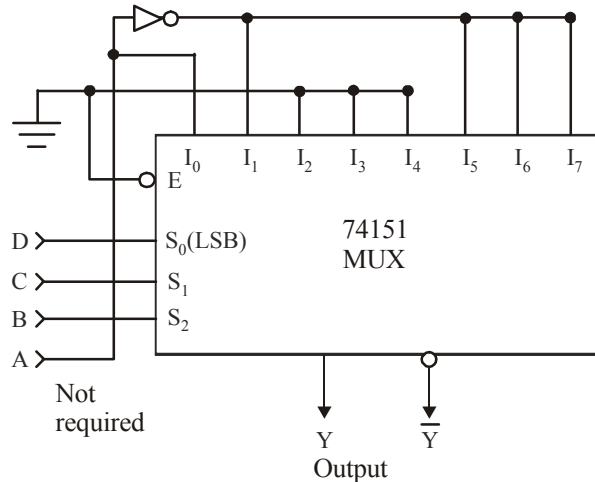 I₀ I₁ I₂ I₃ I₄ I₅ I₆ I₇
E
74151
MUX
D S₀(LSB)
C S₁
B S₂
A
Not
required
Y Y̅
Output